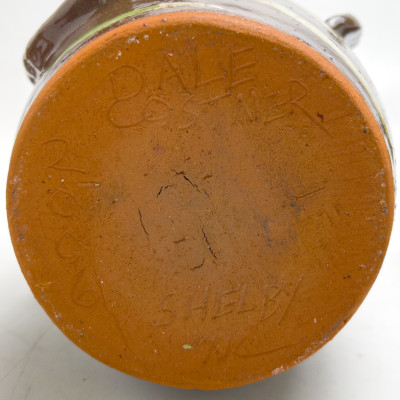 DALE
COSTNER
2006
SHELBY
NC